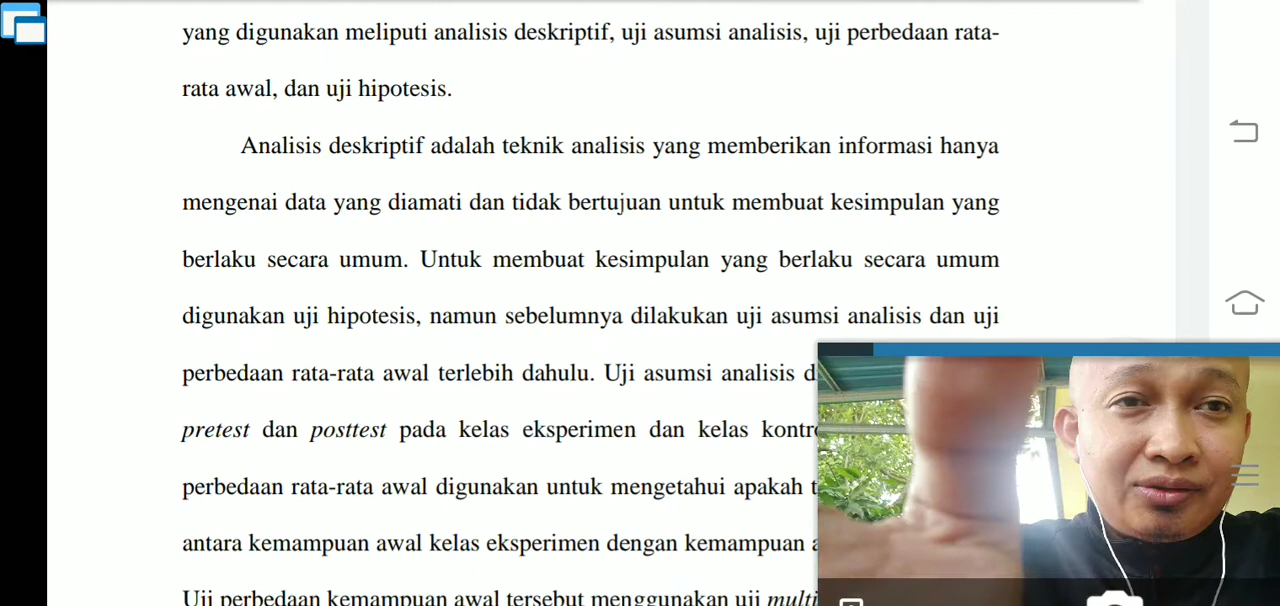 yang digunakan meliputi analisis deskriptif, uji asumsi analisis, uji perbedaan rata-
rata awal, dan uji hipotesis.
Analisis deskriptif adalah teknik analisis yang memberikan informasi hanya
mengenai data yang diamati dan tidak bertujuan untuk membuat kesimpulan yang
berlaku secara umum. Untuk membuat kesimpulan yang berlaku secara umum
digunakan uji hipotesis, namun sebelumnya dilakukan uji asumsi analisis dan uji
perbedaan rata-rata awal terlebih dahulu. Uji asumsi analisis
pretest dan posttest pada kelas eksperimen dan kelas
perbedaan rata-rata awal digunakan untuk mengetahui apakah
antara kemampuan awal kelas eksperimen dengan kemampuan
Uji perbedaan kemampuan awal tersebut menggunakan uji